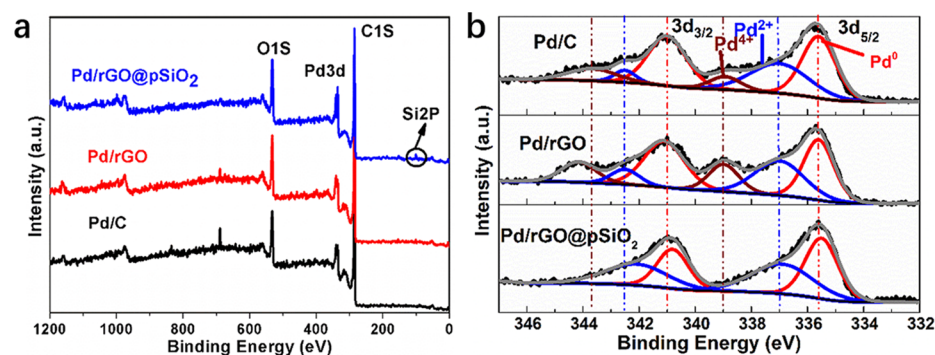 a
C1S
O1S
Pd3d
Pd/rGO@pSiO₂
Si2P
Pd/rGO
Pd/C
Intensity (a.u.)
1200 1000 800 600 400 200 0
Binding Energy (eV)
b
Pd/C
3d3/2
Pd2+
Pd4+
3d5/2
Pd0
Pd/rGO
Pd/rGO@pSiO2
Intensity (a.u.)
346 344 342 340 338 336 334 332
Binding Energy (eV)